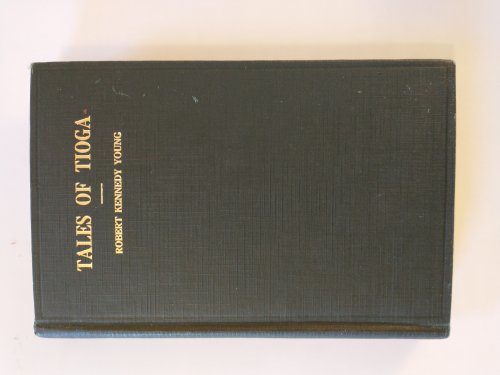 TALES OF TIOGA
ROBERT KENNEDY YOUNG